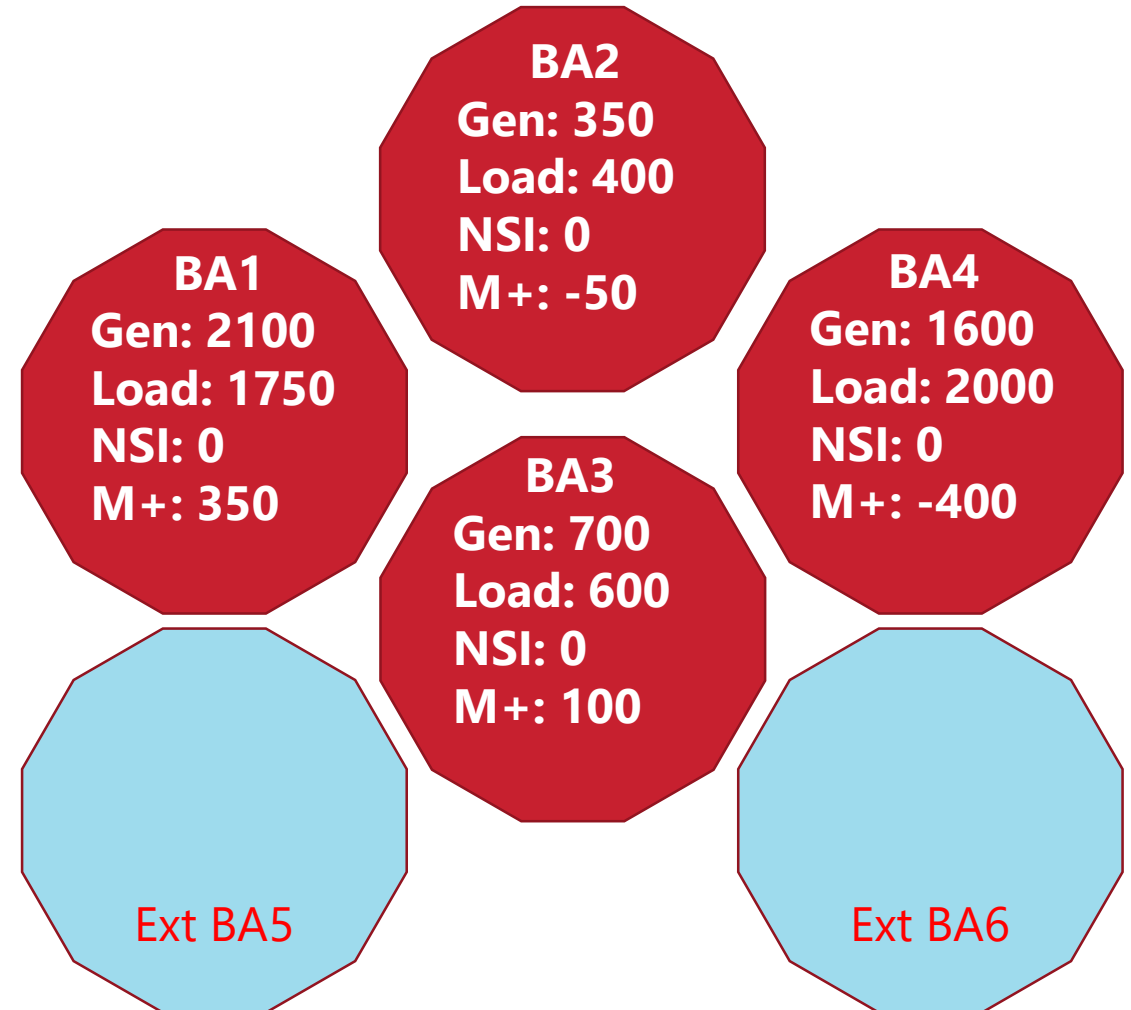 BA2
Gen: 350
Load: 400
NSI: 0
M+: -50
BA1
Gen: 2100
Load: 1750
NSI: 0
M+: 350
BA4
Gen: 1600
Load: 2000
NSI: 0
M+: -400
BA3
Gen: 700
Load: 600
NSI: 0
M+: 100
Ext BA5
Ext BA6